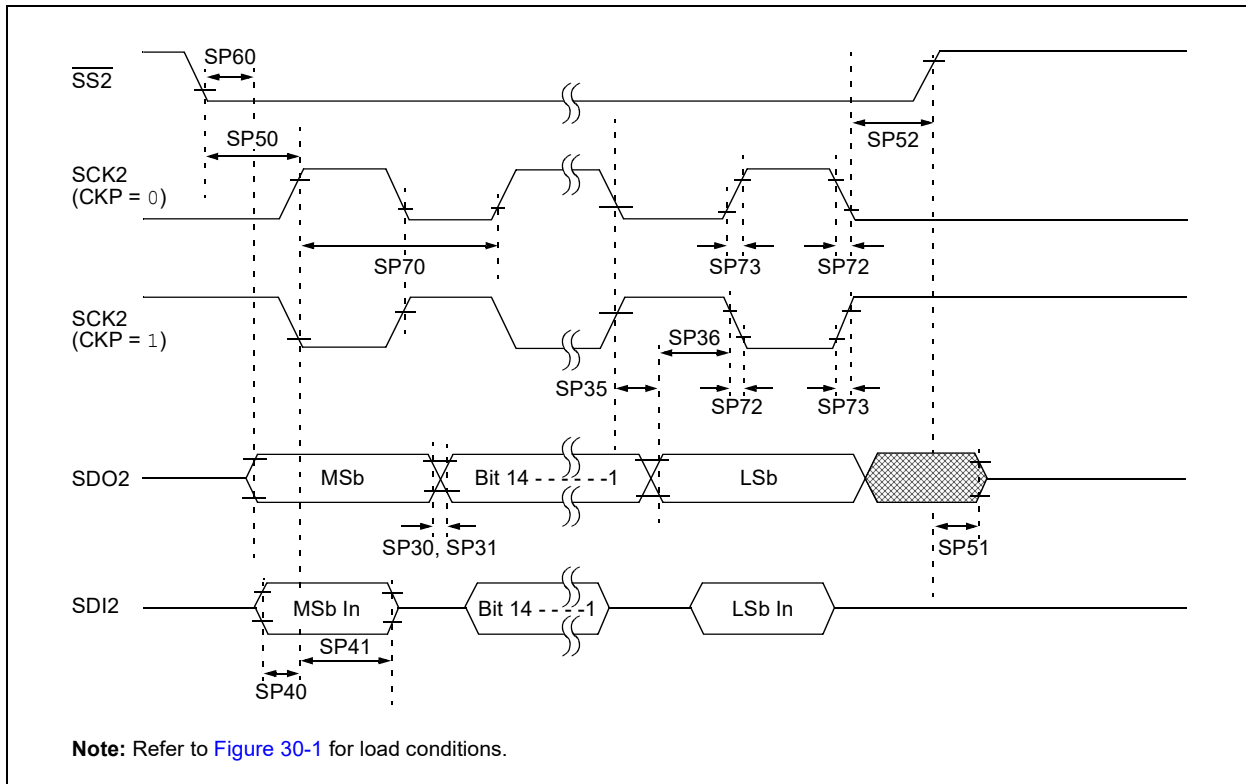 SP60
SS2
SP50
SP52
SCK2
(CKP = 0)
SP70
SP73
SP72
SCK2
(CKP = 1)
SP36
SP35
SP72
SP73
SDO2
MSb
Bit 14 - - - - - -1
LSb
SP30, SP31
SP51
SDI2
MSb In
Bit 14 - - - -1
LSb In
SP41
SP40
Note: Refer to Figure 30-1 for load conditions.